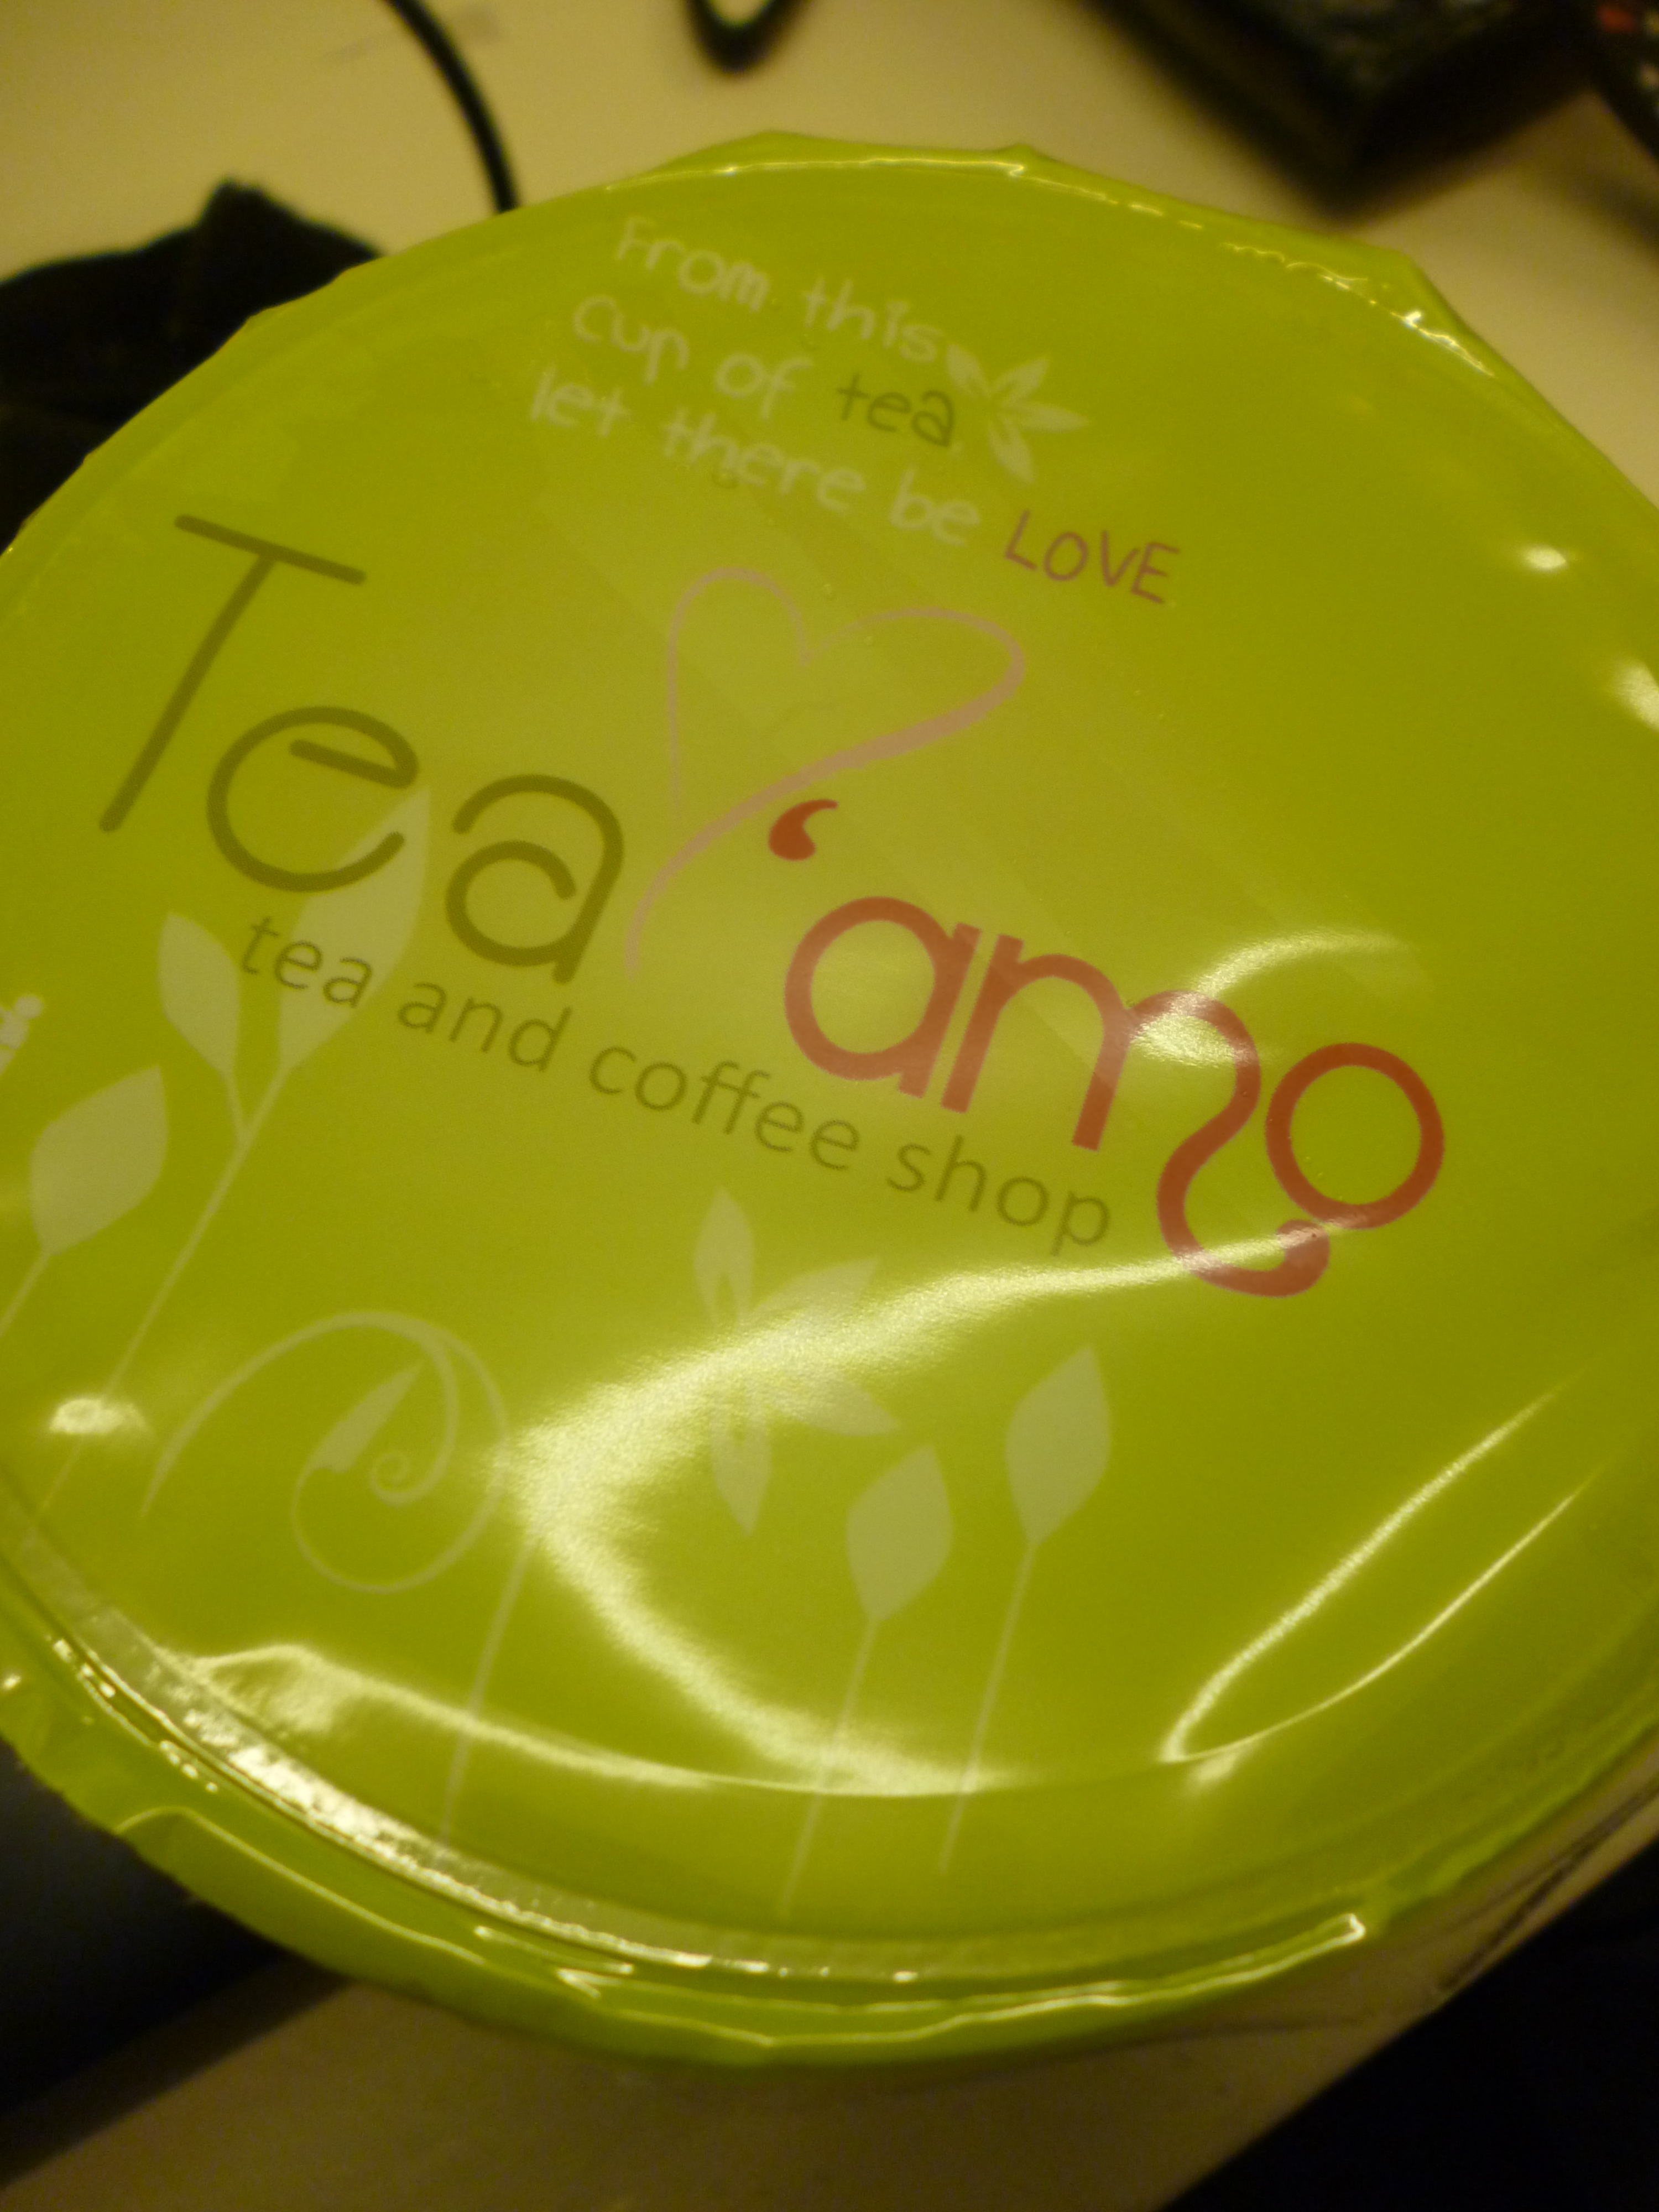 From this
cup of tea
let there be LOVE
Tea'amo
tea and coffee shop